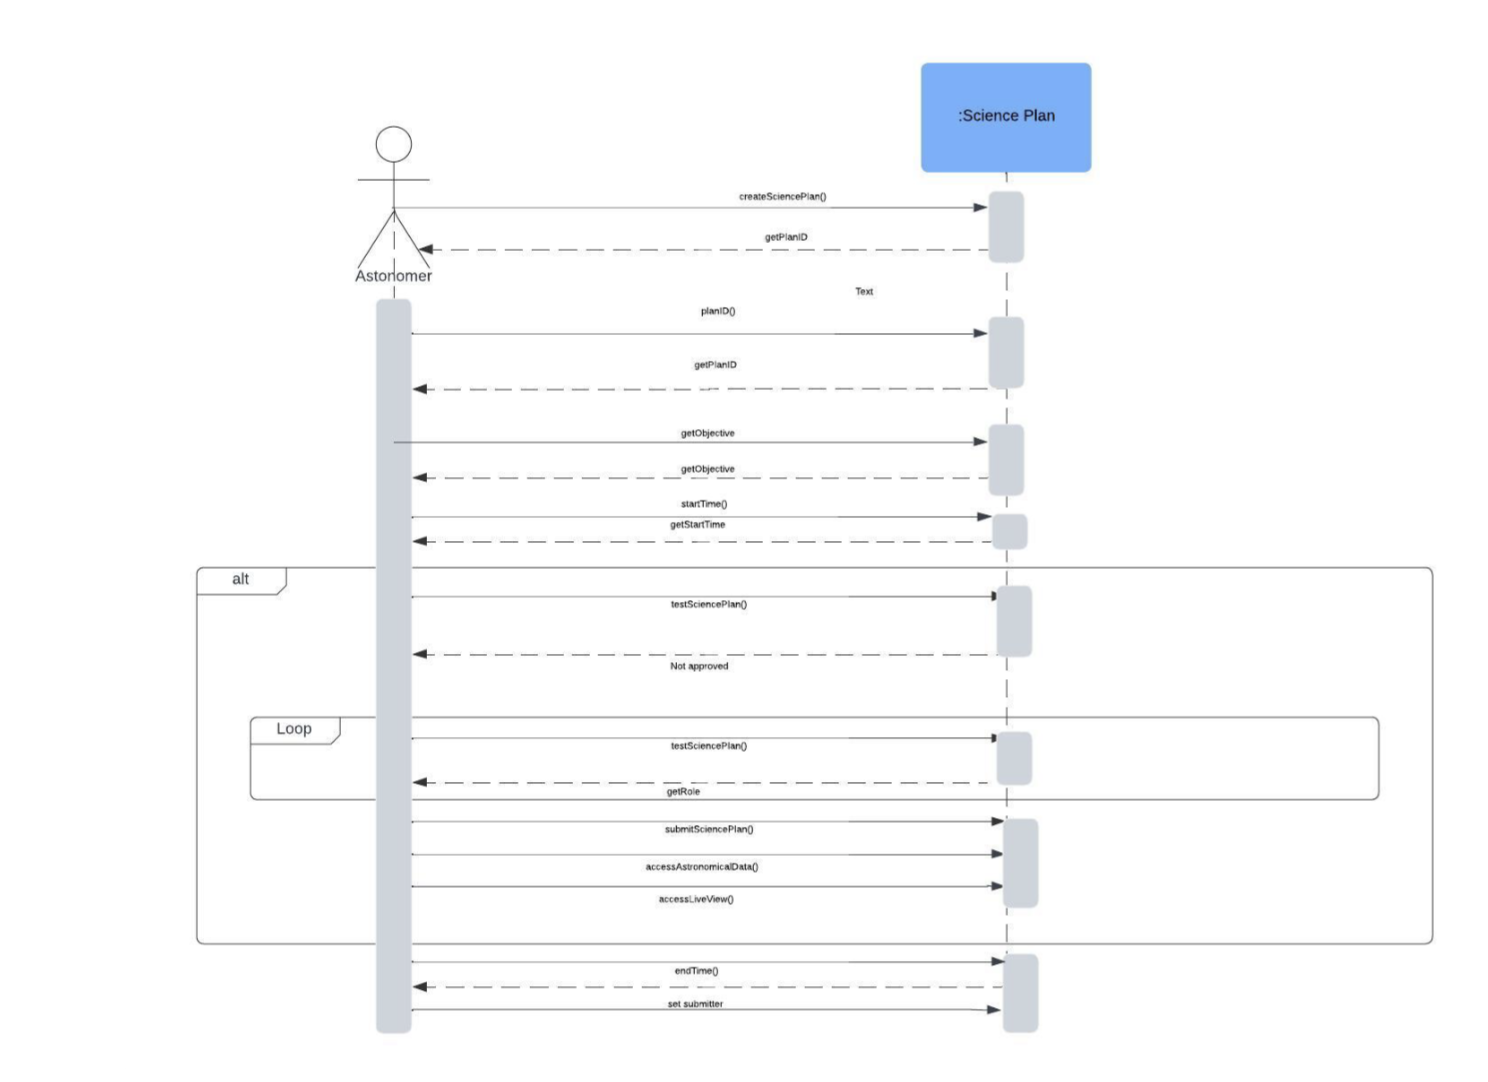 :Science Plan
createSciencePlan()
getPlanID
Astonomer
Text
planID()
getPlanID
getObjective
getObjective
startTime()
getStartTime
alt
testSciencePlan()
Not approved
Loop
testSciencePlan()
getRole
submitSciencePlan()
accessAstronomicalData()
accessLiveView()
endTime()
set submitter